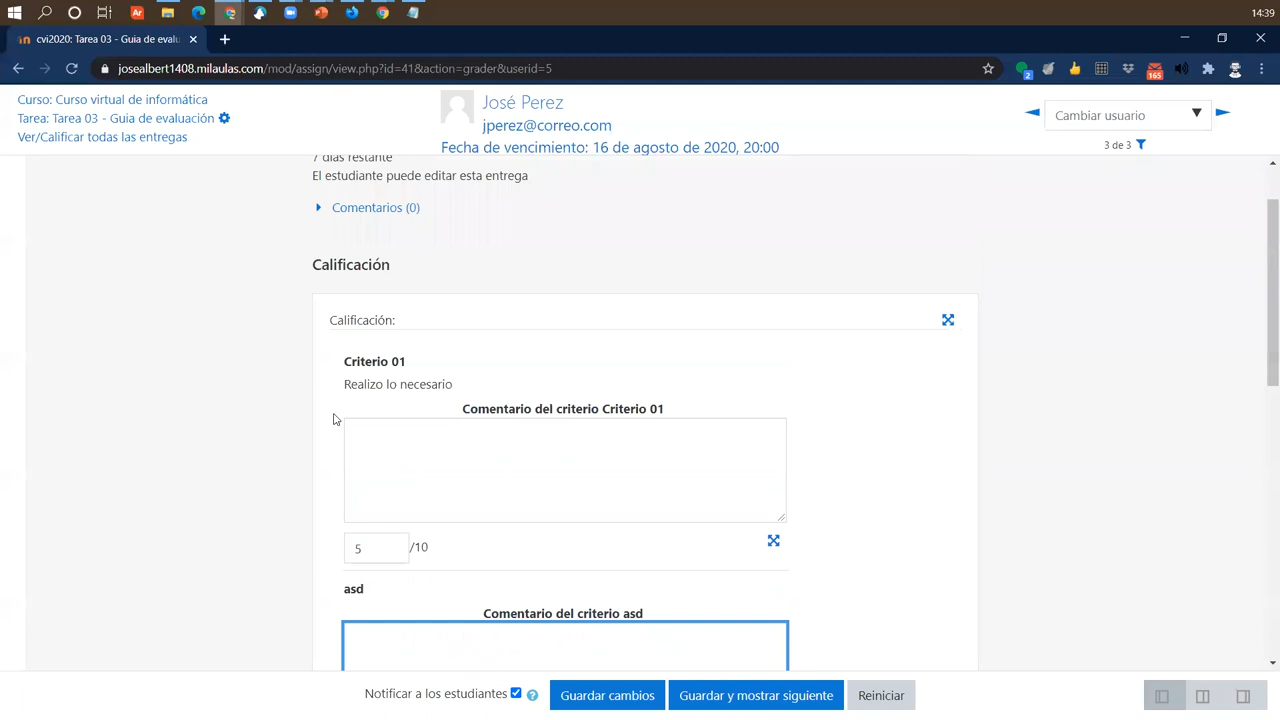 14:39
cvi2020: Tarea 03 - Guia de evalu
josealbert1408.milaulas.com/mod/assign/view.php?id=41&action=grader&userid=5
2
165
Curso: Curso virtual de informática
Tarea: Tarea 03 - Guia de evaluación
Ver/Calificar todas las entregas
José Perez
jperez@correo.com
Fecha de vencimiento: 16 de agosto de 2020, 20:00
Cambiar usuario
3 de 3
7 días restante
El estudiante puede editar esta entrega
Comentarios (0)
Calificación
Calificación:
Criterio 01
Realizo lo necesario
Comentario del criterio Criterio 01
5 /10
asd
Comentario del criterio asd
Notificar a los estudiantes
Guardar cambios
Guardar y mostrar siguiente
Reiniciar